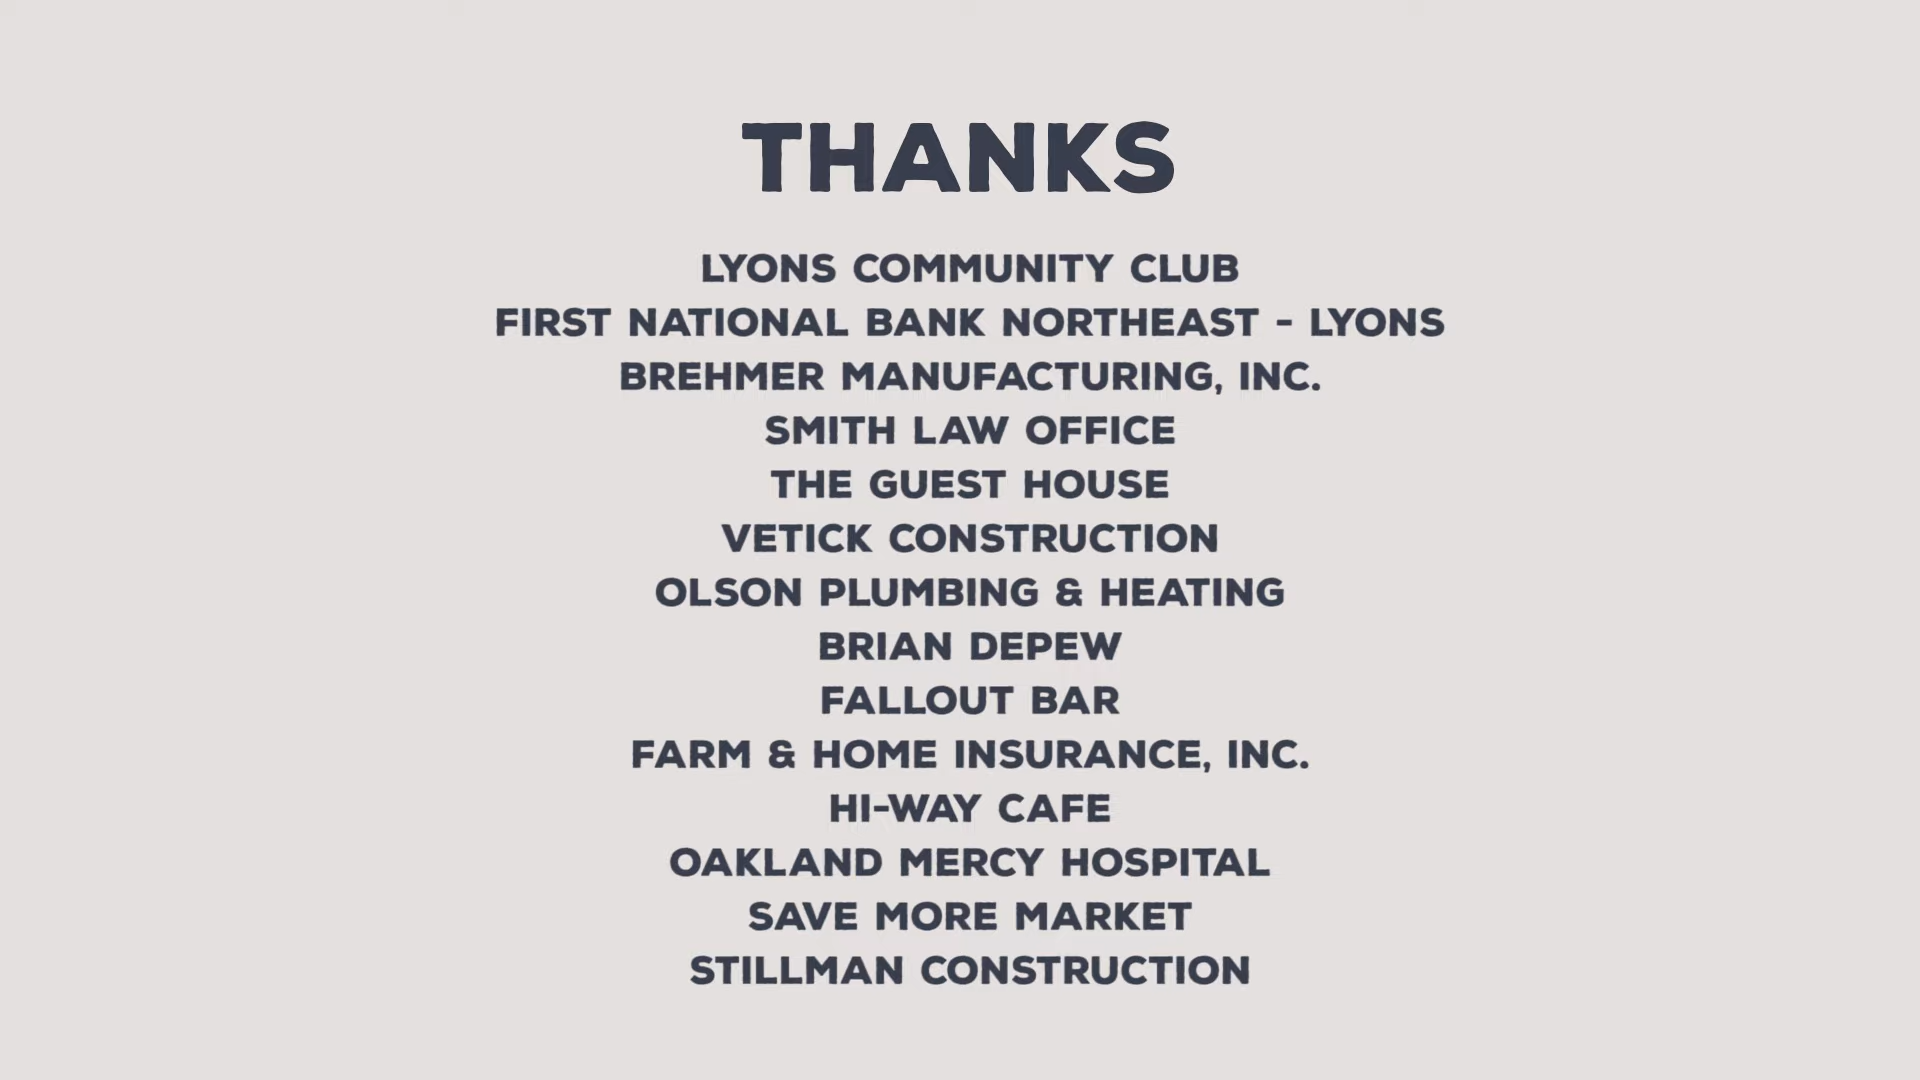 THANKS
LYONS COMMUNITY CLUB
FIRST NATIONAL BANK NORTHEAST - LYONS
BREHMER MANUFACTURING, INC.
SMITH LAW OFFICE
THE GUEST HOUSE
VETICK CONSTRUCTION
OLSON PLUMBING & HEATING
BRIAN DEPEW
FALLOUT BAR
FARM & HOME INSURANCE, INC.
HI-WAY CAFE
OAKLAND MERCY HOSPITAL
SAVE MORE MARKET
STILLMAN CONSTRUCTION